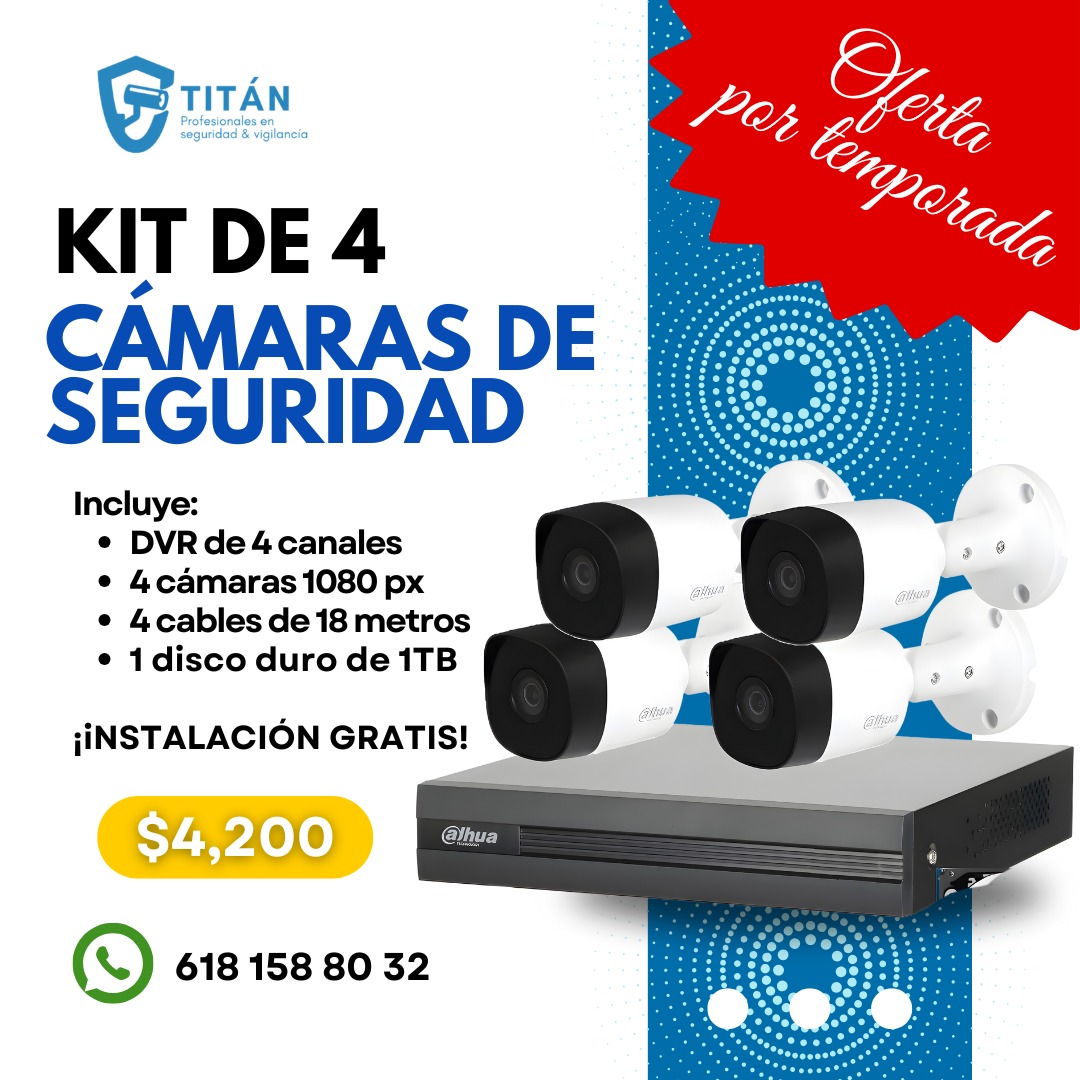 TITÁN
Profesionales en
seguridad & vigilancia
Oferta
por temporada
KIT DE 4
CÁMARAS DE
SEGURIDAD
Incluye:
• DVR de 4 canales
• 4 cámaras 1080 px
• 4 cables de 18 metros
• 1 disco duro de 1TB
¡iNSTALACIÓN GRATIS!
$4,200
618 158 80 32
alhua
alhua
alhua
alhua
alhua
TECHNOLOGY